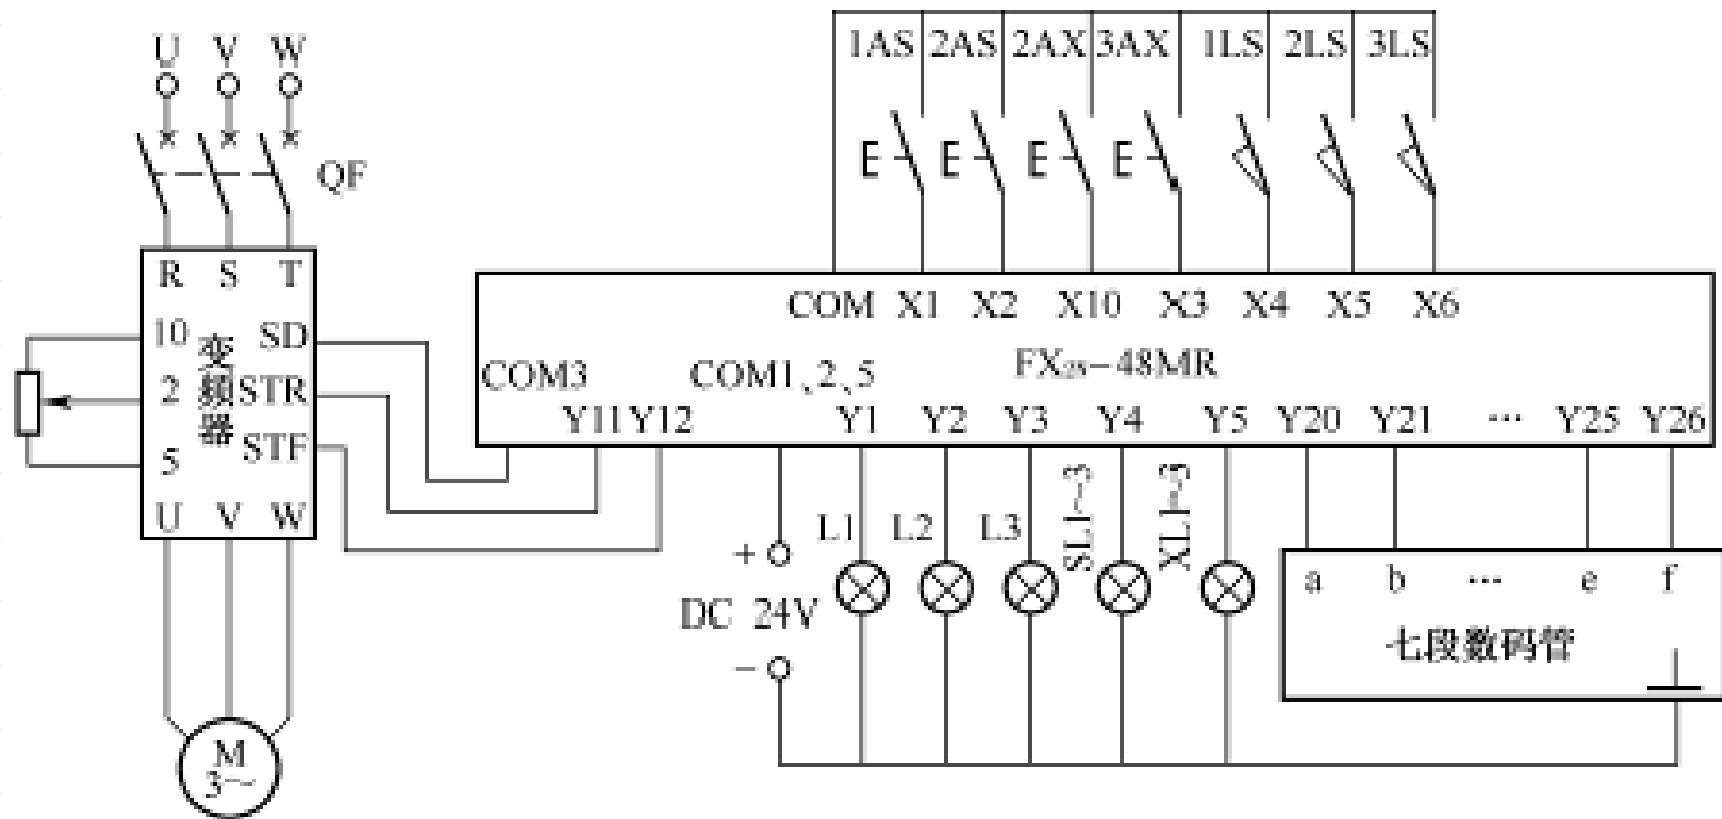 U V W
QF
R S T
10 SD
2 STR
5 STF
变频器
U V W
M
3~
1AS 2AS 2AX 3AX 1LS 2LS 3LS
E E E E
COM X1 X2 X10 X3 X4 X5 X6
FX2S-48MR
COM3 COM1、2、5
Y11 Y12 Y1 Y2 Y3 Y4 Y5 Y20 Y21 … Y25 Y26
L1 L2 L3 SL1~3 XL1~3
+
DC 24V
−
a b … e f
七段数码管